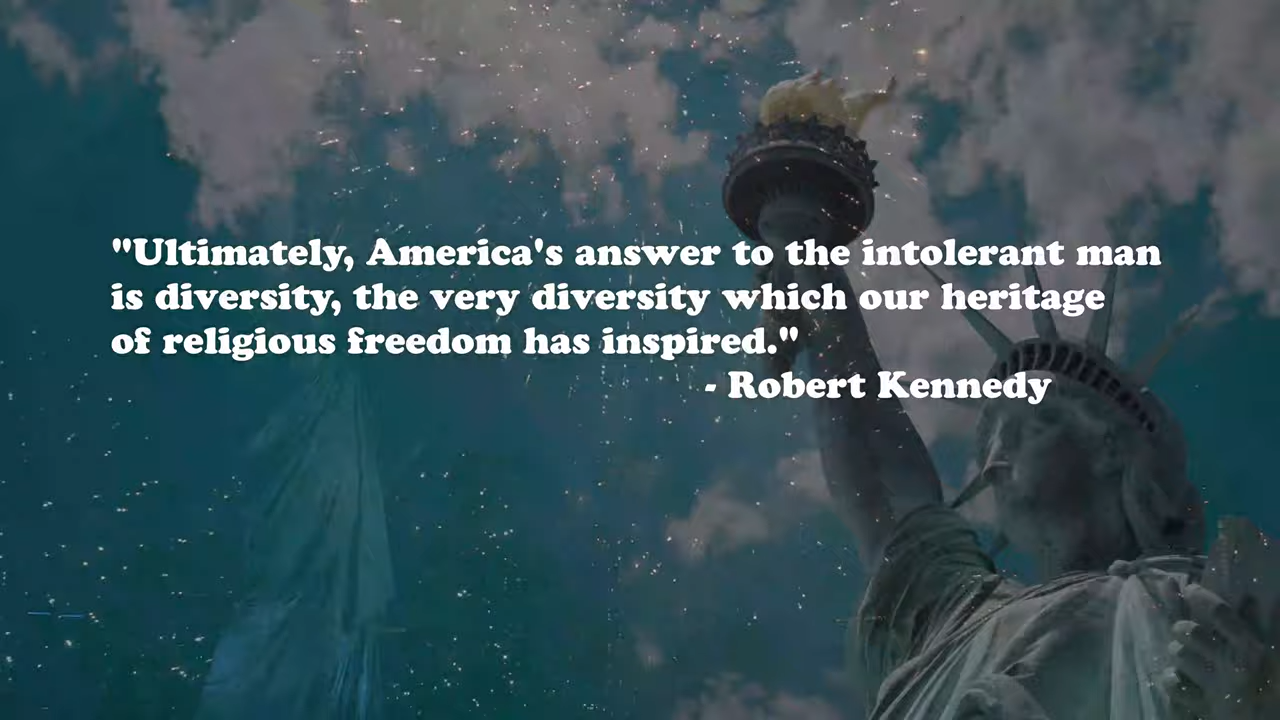 "Ultimately, America's answer to the intolerant man
is diversity, the very diversity which our heritage
of religious freedom has inspired."
- Robert Kennedy